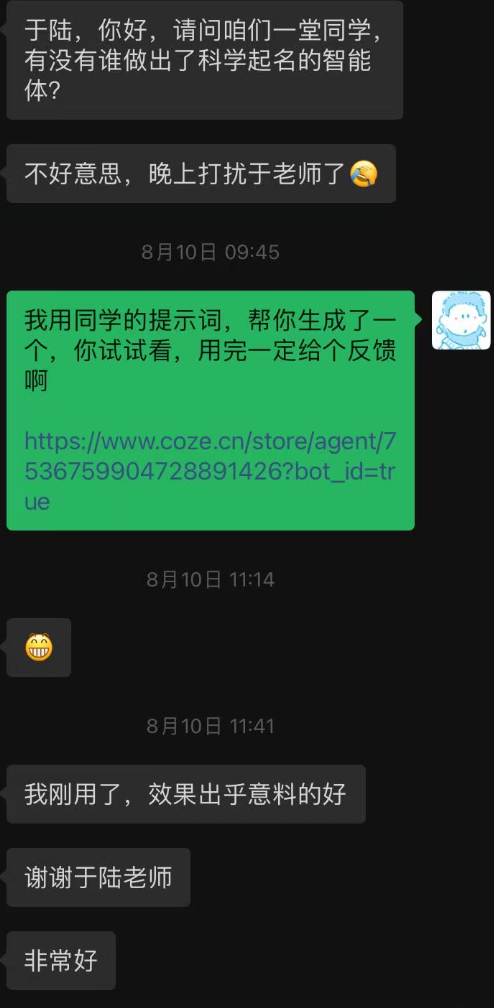 于陆，你好，请问咱们一堂同学，
有没有谁做出了科学起名的智能
体？
不好意思，晚上打扰于老师了🤣
8月10日 09:45
我用同学的提示词，帮你生成了一
个，你试试看，用完一定给个反馈
啊
https://www.coze.cn/store/agent/7
536759904728891426?bot_id=tr
ue
8月10日 11:14
😁
8月10日 11:41
我刚用了，效果出乎意料的好
谢谢于陆老师
非常好